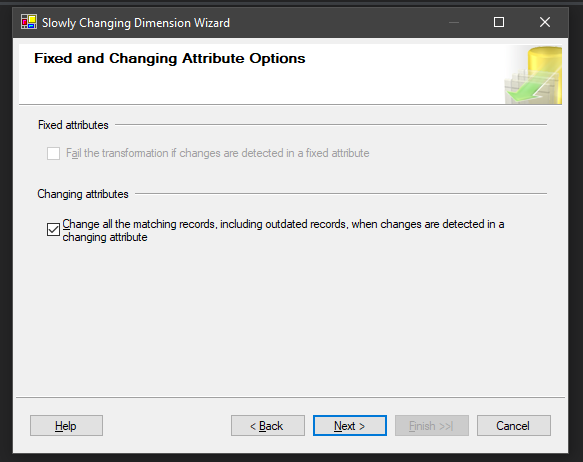 Slowly Changing Dimension Wizard
Fixed and Changing Attribute Options
Fixed attributes
Fail the transformation if changes are detected in a fixed attribute
Changing attributes
Change all the matching records, including outdated records, when changes are detected in a
changing attribute
Help
< Back
Next >
Finish >>|
Cancel